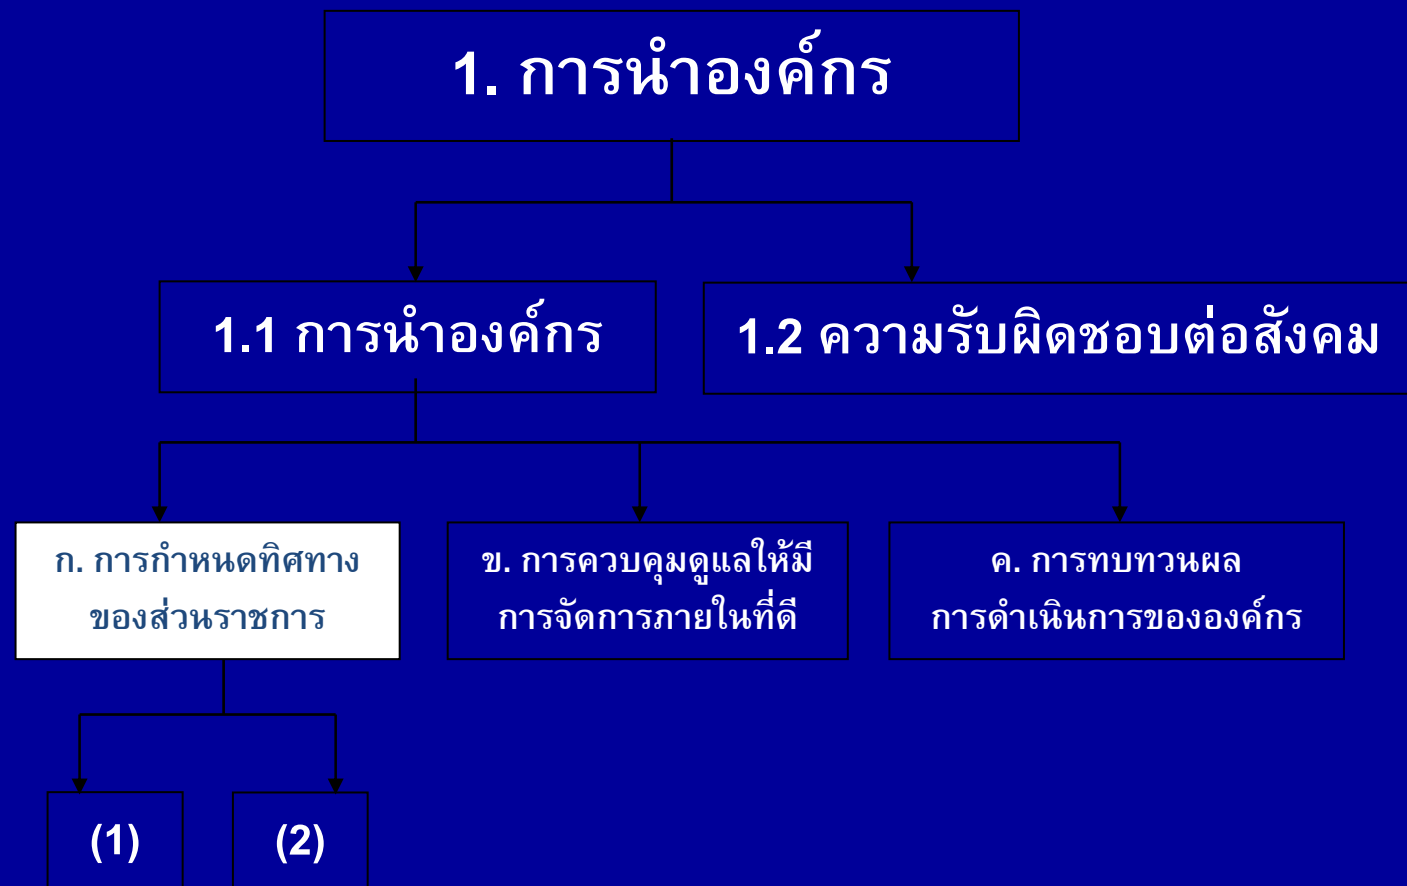 1. การนำองค์กร
1.1 การนำองค์กร
1.2 ความรับผิดชอบต่อสังคม
ก. การกำหนดทิศทาง
ของส่วนราชการ
ข. การควบคุมดูแลให้มี
การจัดการภายในที่ดี
ค. การทบทวนผล
การดำเนินการขององค์กร
(1)
(2)